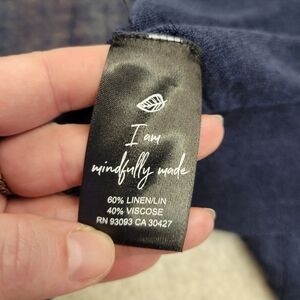 I am
mindfully made
60% LINEN/LIN
40% VISCOSE
RN 93093 CA 30427